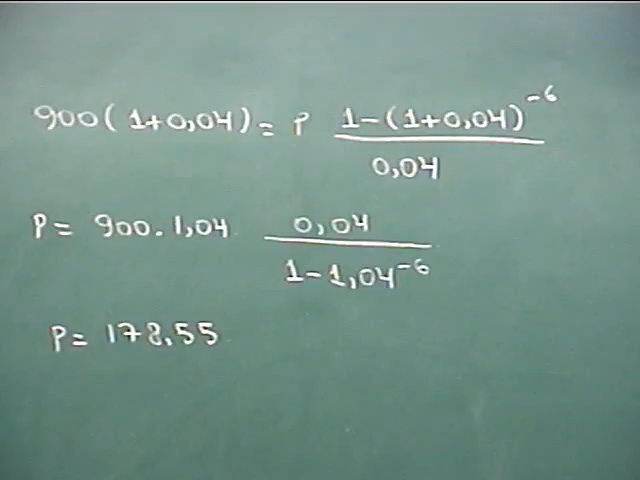 900(1+0,04) = P 1-(1+0,04)^-6 / 0,04
P = 900.1,04 0,04 / 1-1,04^-6
P = 178,55